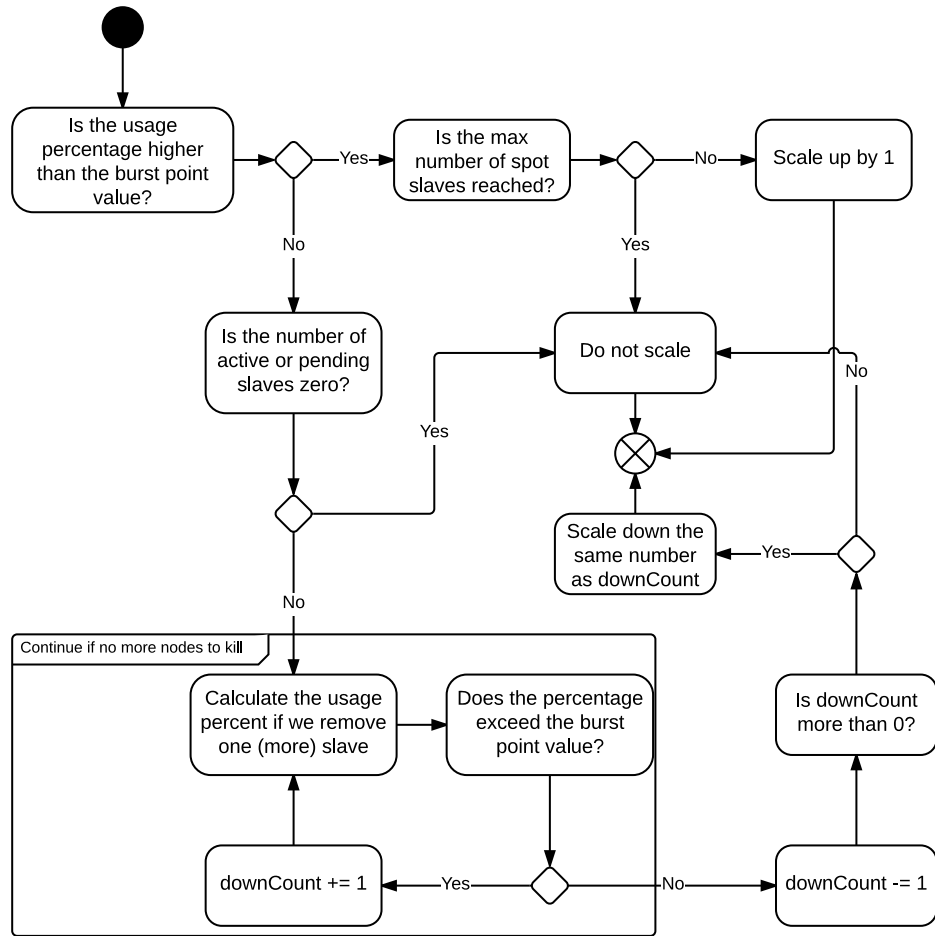 Is the usage
percentage higher
than the burst point
value?
Yes
Is the max
number of spot
slaves reached?
No
Scale up by 1
No
Yes
Is the number of
active or pending
slaves zero?
Do not scale
No
Yes
Scale down the
same number
as downCount
Yes
No
Continue if no more nodes to kill
Calculate the usage
percent if we remove
one (more) slave
Does the percentage
exceed the burst
point value?
Is downCount
more than 0?
downCount += 1
Yes
No
downCount -= 1